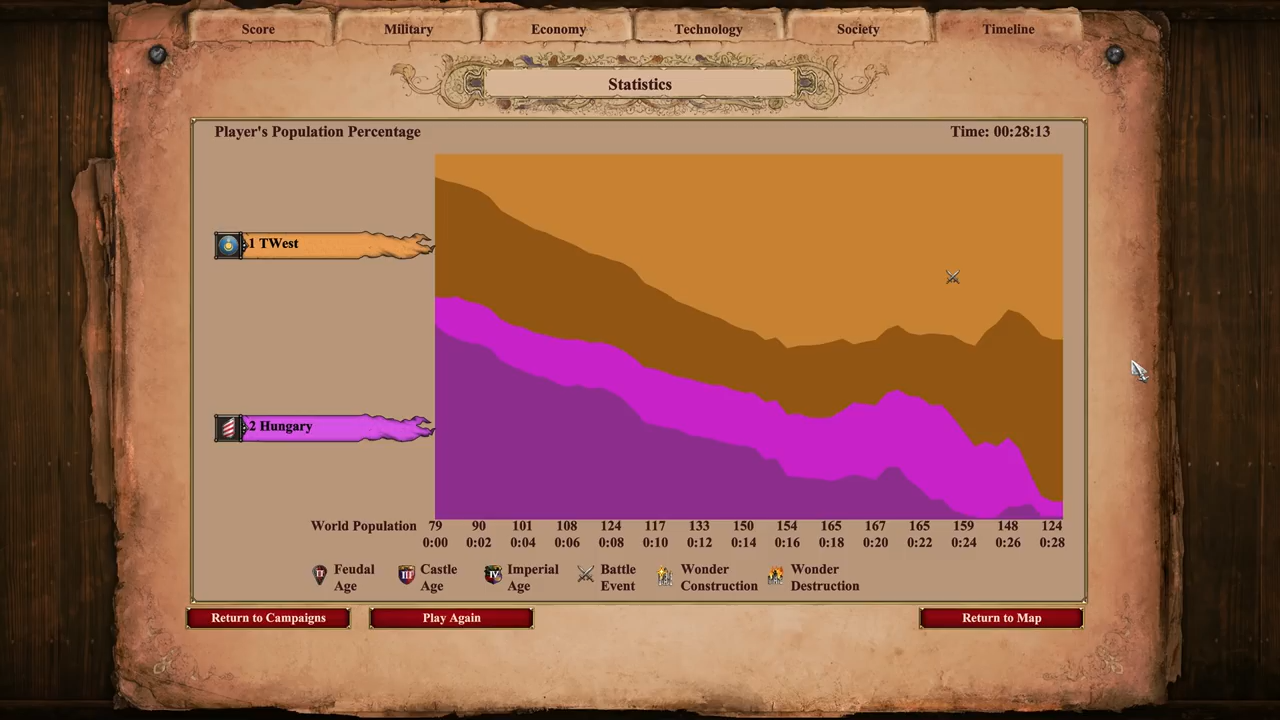 Score Military Economy Technology Society Timeline
Statistics
Player's Population Percentage Time: 00:28:13
1 TWest
2 Hungary
World Population 79 90 101 108 124 117 133 150 154 165 167 165 159 148 124
0:00 0:02 0:04 0:06 0:08 0:10 0:12 0:14 0:16 0:18 0:20 0:22 0:24 0:26 0:28
II Feudal Age
III Castle Age
IV Imperial Age
Battle Event
Wonder Construction
Wonder Destruction
Return to Campaigns Play Again Return to Map